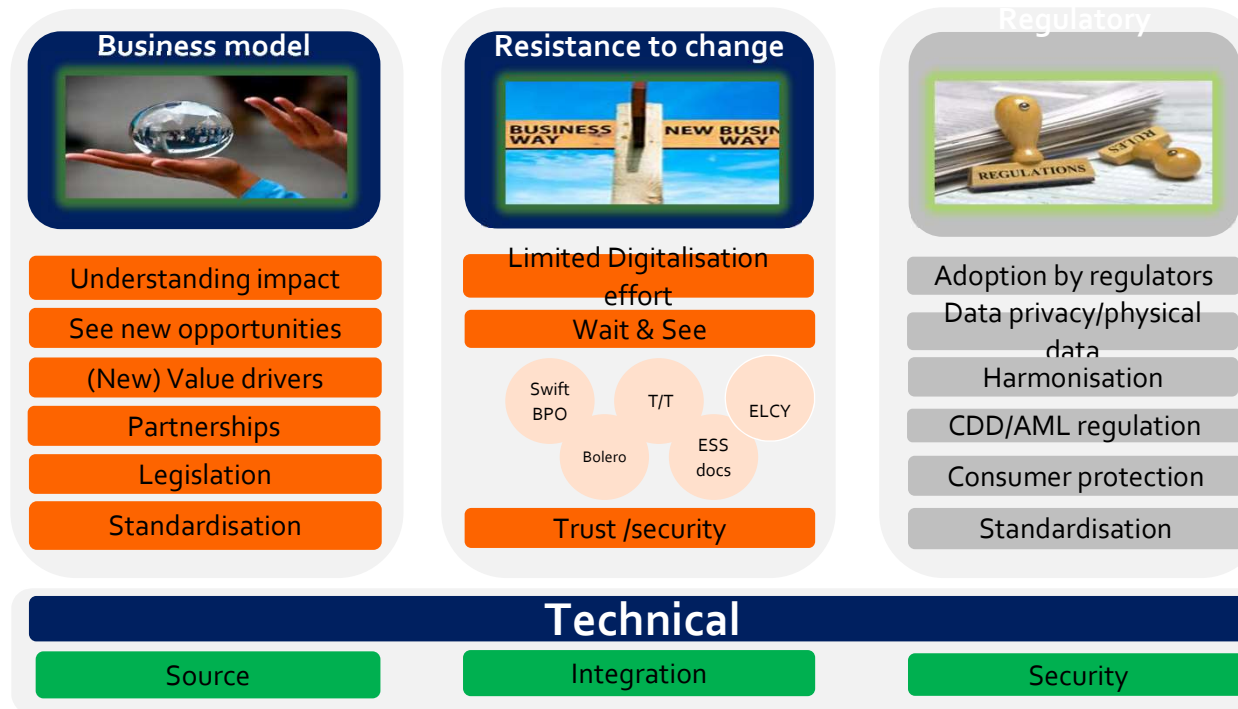 Business model
Understanding impact
See new opportunities
(New) Value drivers
Partnerships
Legislation
Standardisation
Resistance to change
BUSINESS
WAY
NEW BUSIN
WAY
Limited Digitalisation
effort
Wait & See
Swift
BPO
T/T
ELCY
Bolero
ESS
docs
Trust /security
Regulatory
REGULATIONS
RULES
Adoption by regulators
Data privacy/physical
data
Harmonisation
CDD/AML regulation
Consumer protection
Standardisation
Technical
Source
Integration
Security